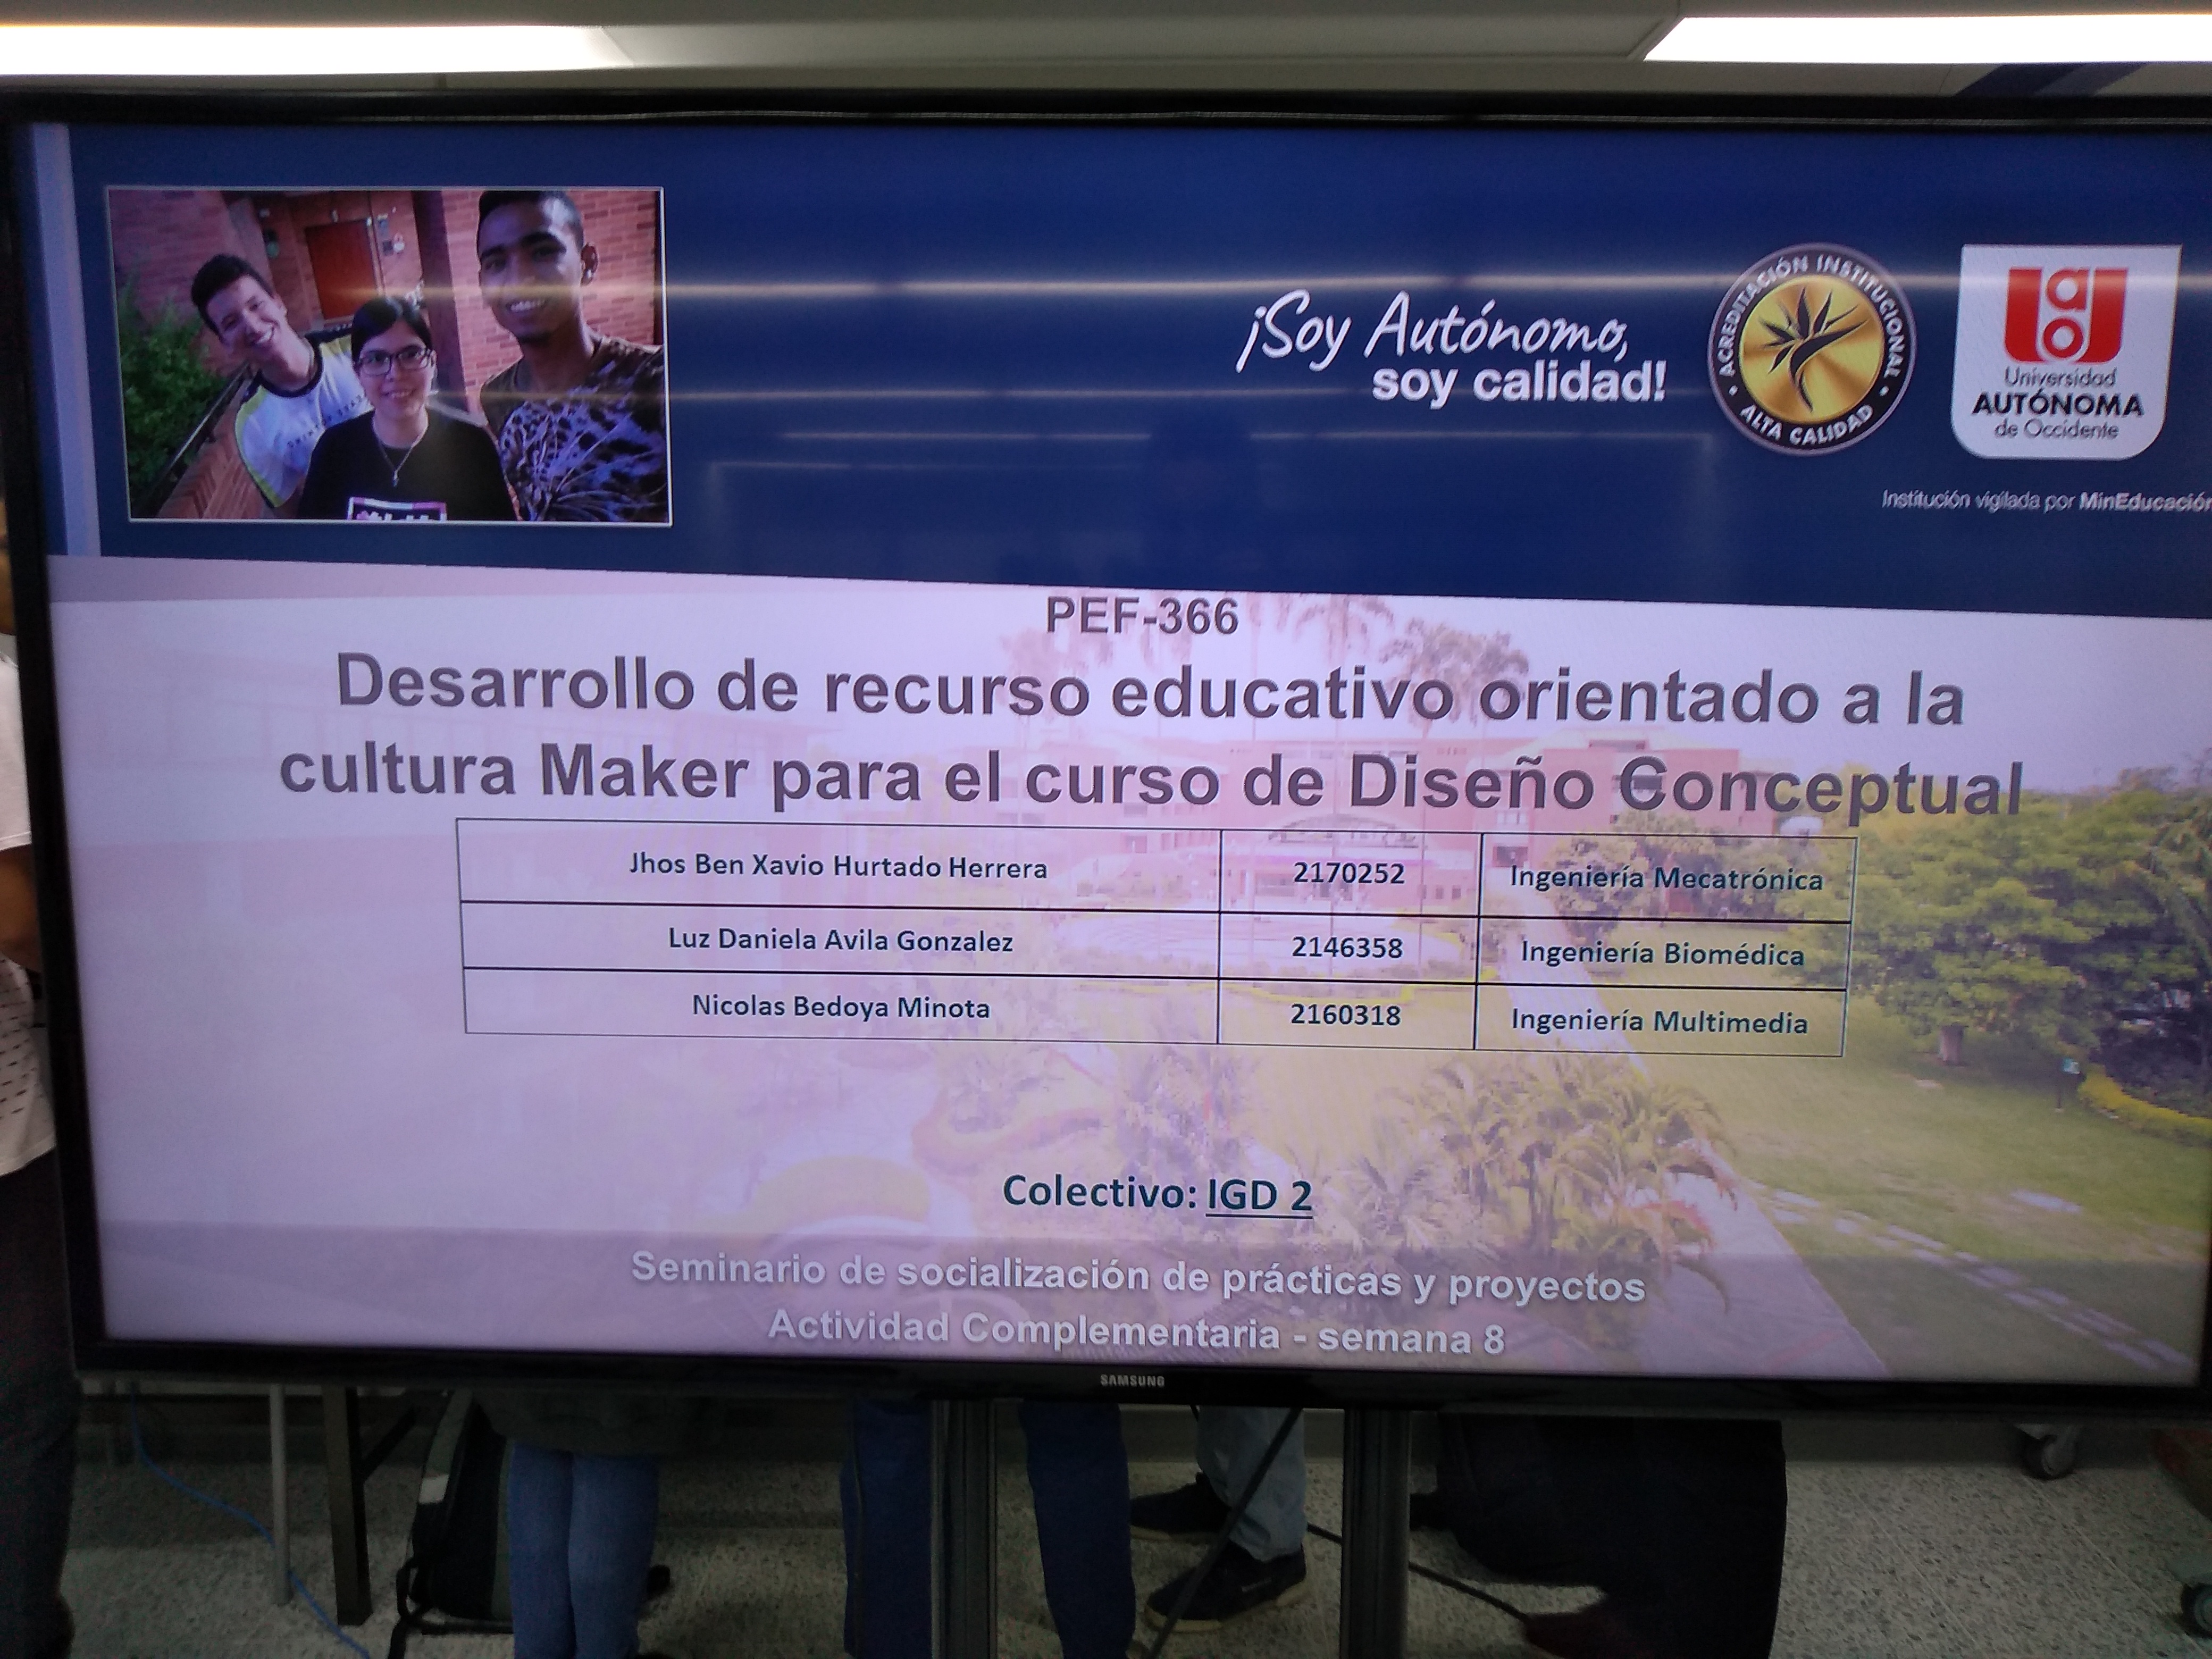 ¡Soy Autónomo,
soy calidad!
ACREDITACIÓN INSTITUCIONAL
ALTA CALIDAD
uao
Universidad
AUTÓNOMA
de Occidente
Institución vigilada por MinEducación
PEF-366
Desarrollo de recurso educativo orientado a la
cultura Maker para el curso de Diseño Conceptual
Jhos Ben Xavio Hurtado Herrera 2170252 Ingeniería Mecatrónica
Luz Daniela Avila Gonzalez 2146358 Ingeniería Biomédica
Nicolas Bedoya Minota 2160318 Ingeniería Multimedia
Colectivo: IGD 2
Seminario de socialización de prácticas y proyectos
Actividad Complementaria - semana 8
SAMSUNG